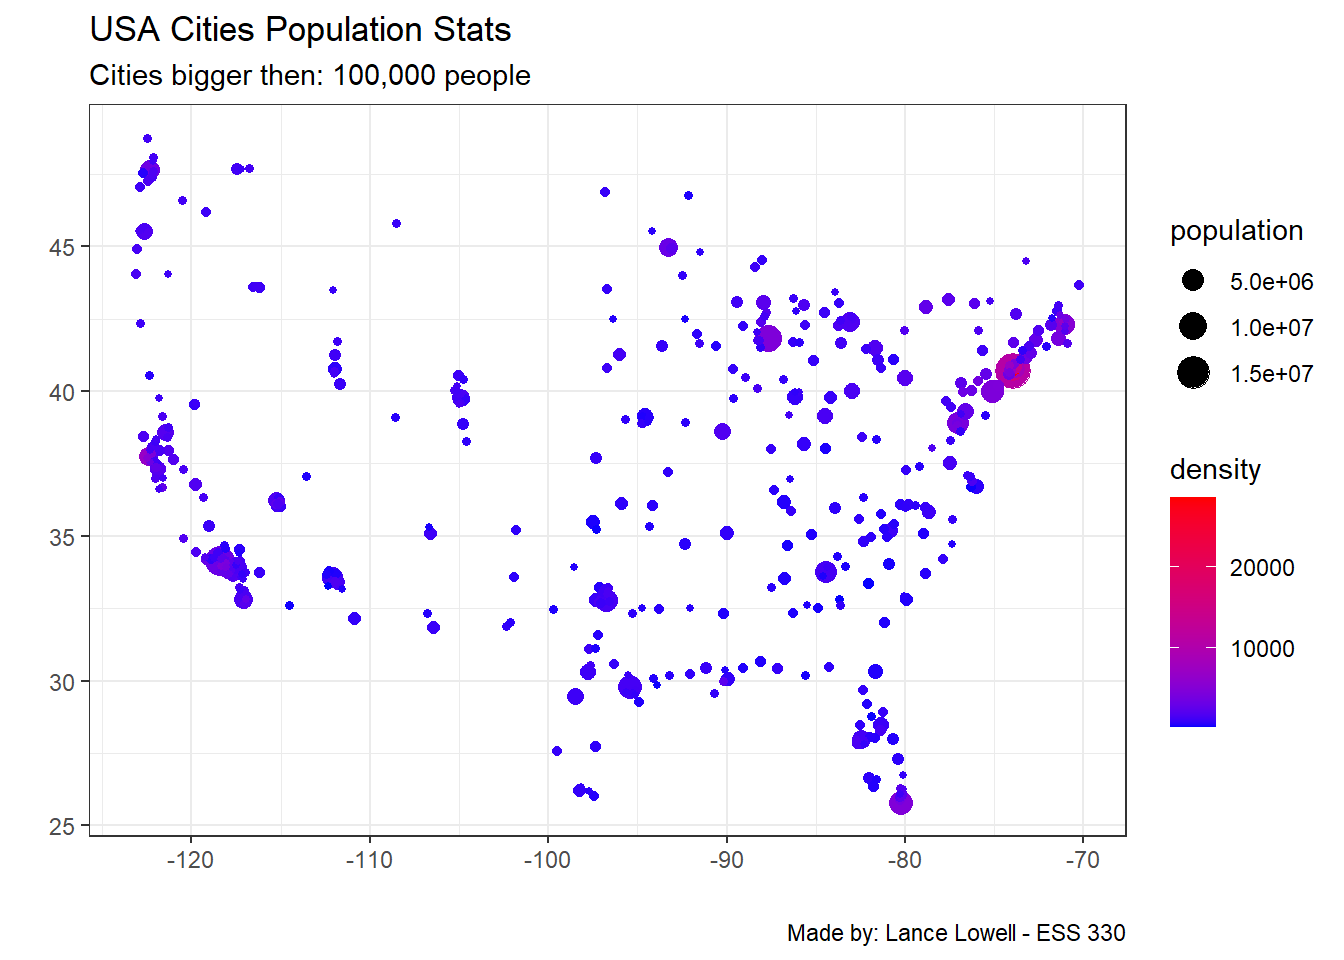 USA Cities Population Stats
Cities bigger then: 100,000 people
45
40
35
30
25
-120 -110 -100 -90 -80 -70
population
5.0e+06
1.0e+07
1.5e+07
density
20000
10000
Made by: Lance Lowell - ESS 330